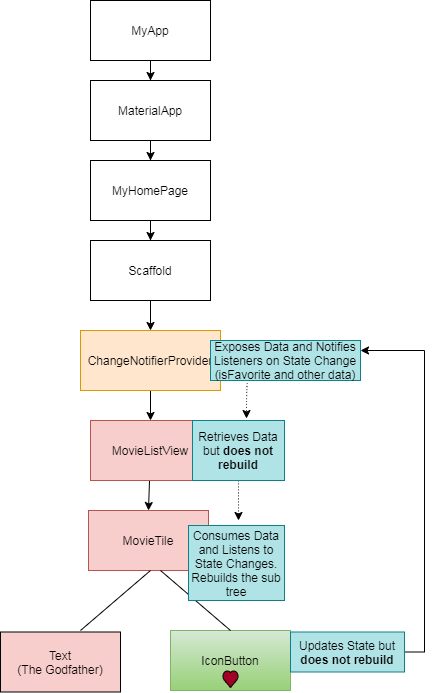 MyApp
MaterialApp
MyHomePage
Scaffold
ChangeNotifierProvider
Exposes Data and Notifies
Listeners on State Change
(isFavorite and other data)
MovieListView
Retrieves Data
but does not
rebuild
MovieTile
Consumes Data
and Listens to
State Changes.
Rebuilds the sub
tree
Text
(The Godfather)
IconButton
Updates State but
does not rebuild